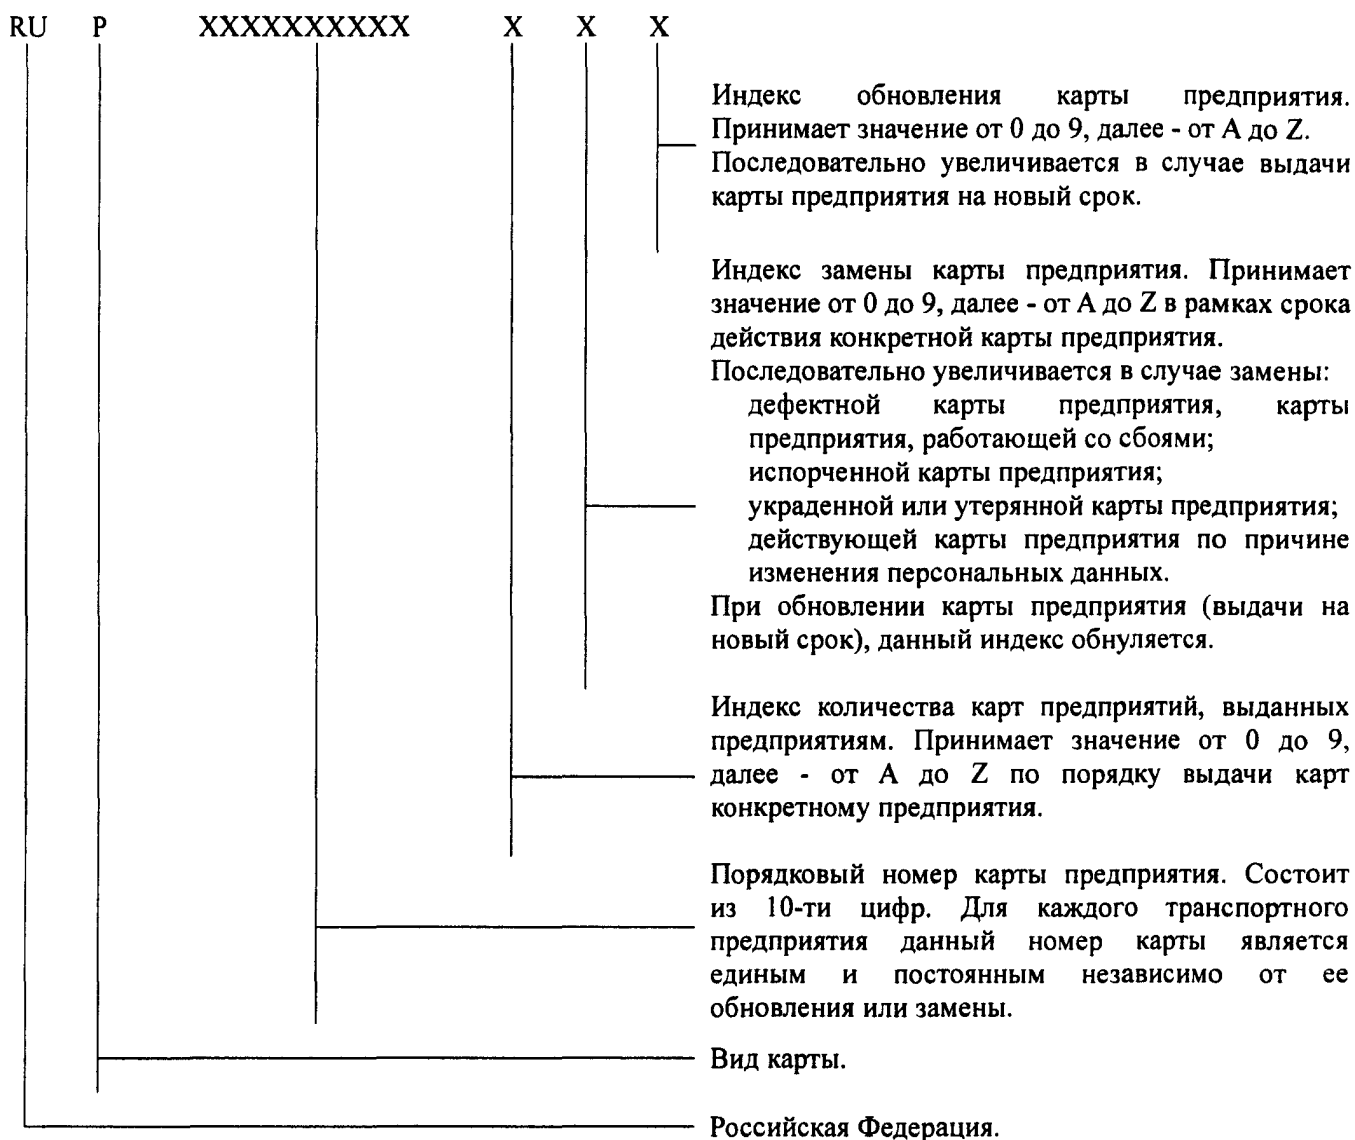 RU P XXXXXXXXXX X X X
Индекс обновления карты предприятия.
Принимает значение от 0 до 9, далее - от A до Z.
Последовательно увеличивается в случае выдачи
карты предприятия на новый срок.
Индекс замены карты предприятия. Принимает
значение от 0 до 9, далее - от A до Z в рамках срока
действия конкретной карты предприятия.
Последовательно увеличивается в случае замены:
дефектной карты предприятия, карты
предприятия, работающей со сбоями;
испорченной карты предприятия;
украденной или утерянной карты предприятия;
действующей карты предприятия по причине
изменения персональных данных.
При обновлении карты предприятия (выдачи на
новый срок), данный индекс обнуляется.
Индекс количества карт предприятий, выданных
предприятиям. Принимает значение от 0 до 9,
далее - от A до Z по порядку выдачи карт
конкретному предприятия.
Порядковый номер карты предприятия. Состоит
из 10-ти цифр. Для каждого транспортного
предприятия данный номер карты является
единым и постоянным независимо от ее
обновления или замены.
Вид карты.
Российская Федерация.